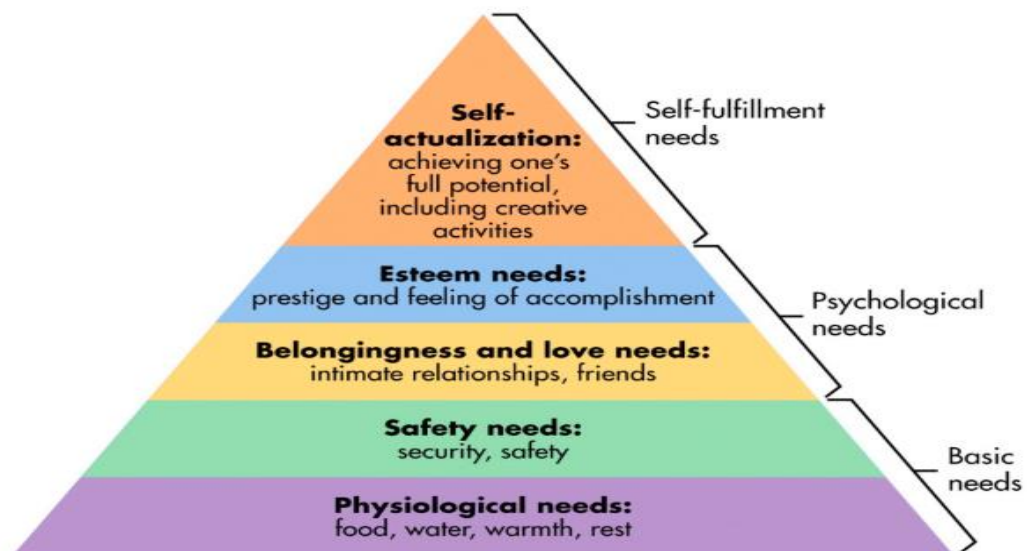 Self-
actualization:
achieving one's
full potential,
including creative
activities
Self-fulfillment
needs
Esteem needs:
prestige and feeling of accomplishment
Psychological
needs
Belongingness and love needs:
intimate relationships, friends
Safety needs:
security, safety
Basic
needs
Physiological needs:
food, water, warmth, rest